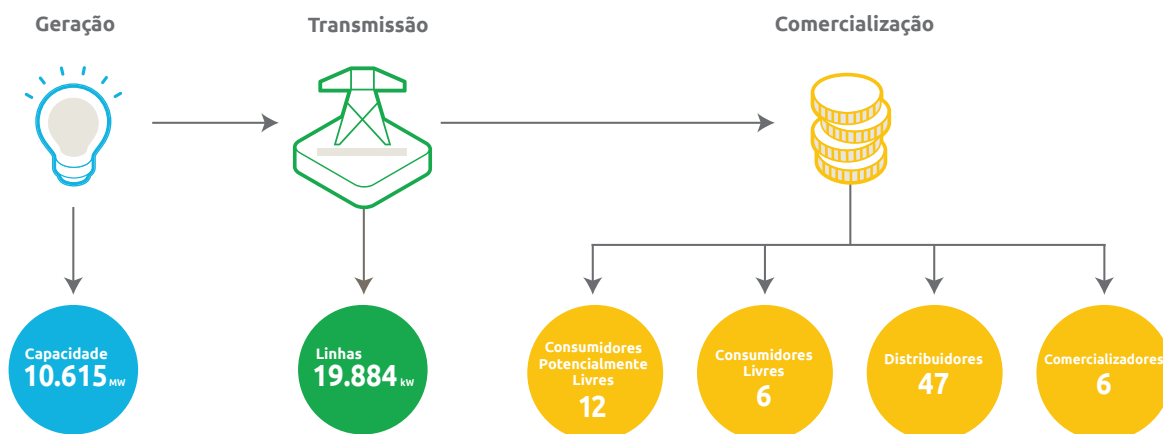 Geração
Transmissão
Comercialização
Capacidade
10.615 MW
Linhas
19.884 kW
Consumidores
Potencialmente
Livres
12
Consumidores
Livres
6
Distribuidores
47
Comercializadores
6